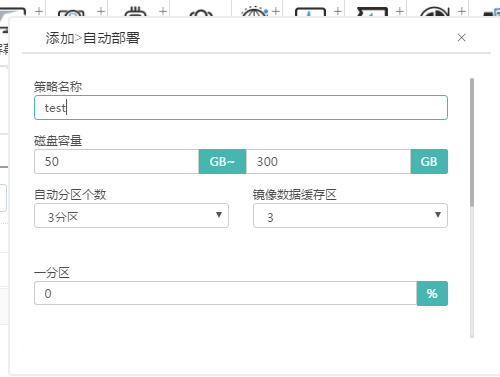 添加>自动部署
策略名称
test
磁盘容量
50 GB~ 300 GB
自动分区个数 镜像数据缓存区
3分区 3
一分区
0 %